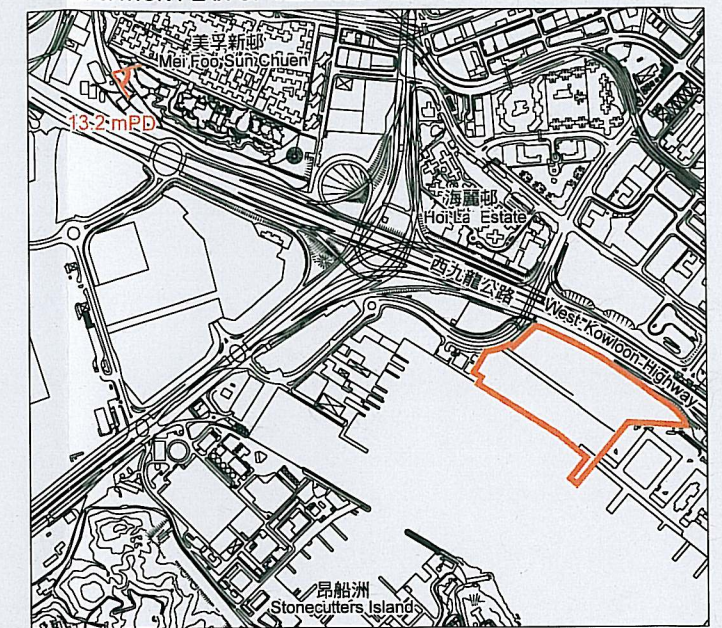 美孚新邨
Mei Foo Sun Chuen
13.2 mPD
海麗邨
Hoi La Estate
西九龍公路
West Kowloon Highway
昂船洲
Stonecutters Island